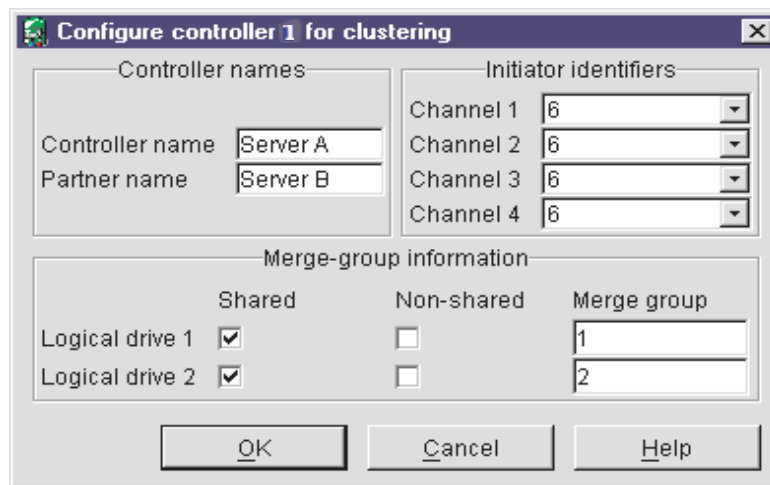 Configure controller 1 for clustering
Controller names
Controller name Server A
Partner name Server B
Initiator identifiers
Channel 1 6
Channel 2 6
Channel 3 6
Channel 4 6
Merge-group information
Shared Non-shared Merge group
Logical drive 1 1
Logical drive 2 2
OK Cancel Help